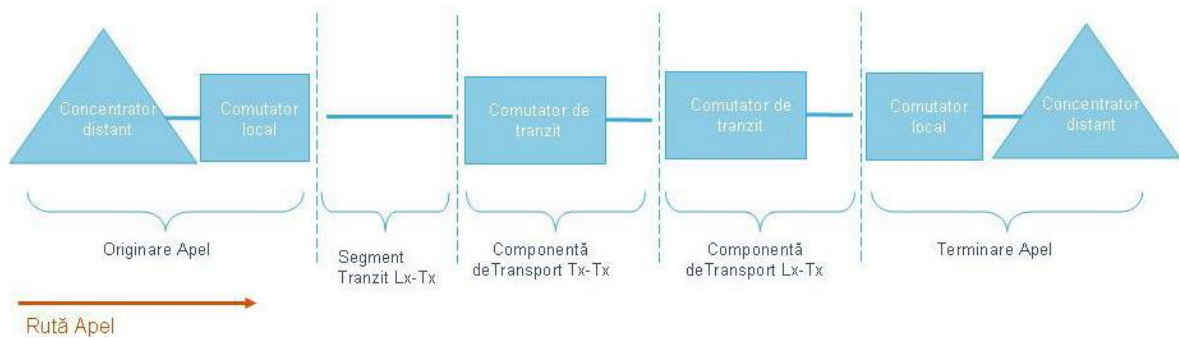 Concentrator
distant
Comutator
local
Comutator de
tranzit
Comutator de
tranzit
Comutator
local
Concentrator
distant
Originare Apel
Segment
Tranzit Lx-Tx
Componentă
deTransport Tx-Tx
Componentă
deTransport Lx-Tx
Terminare Apel
Rută Apel